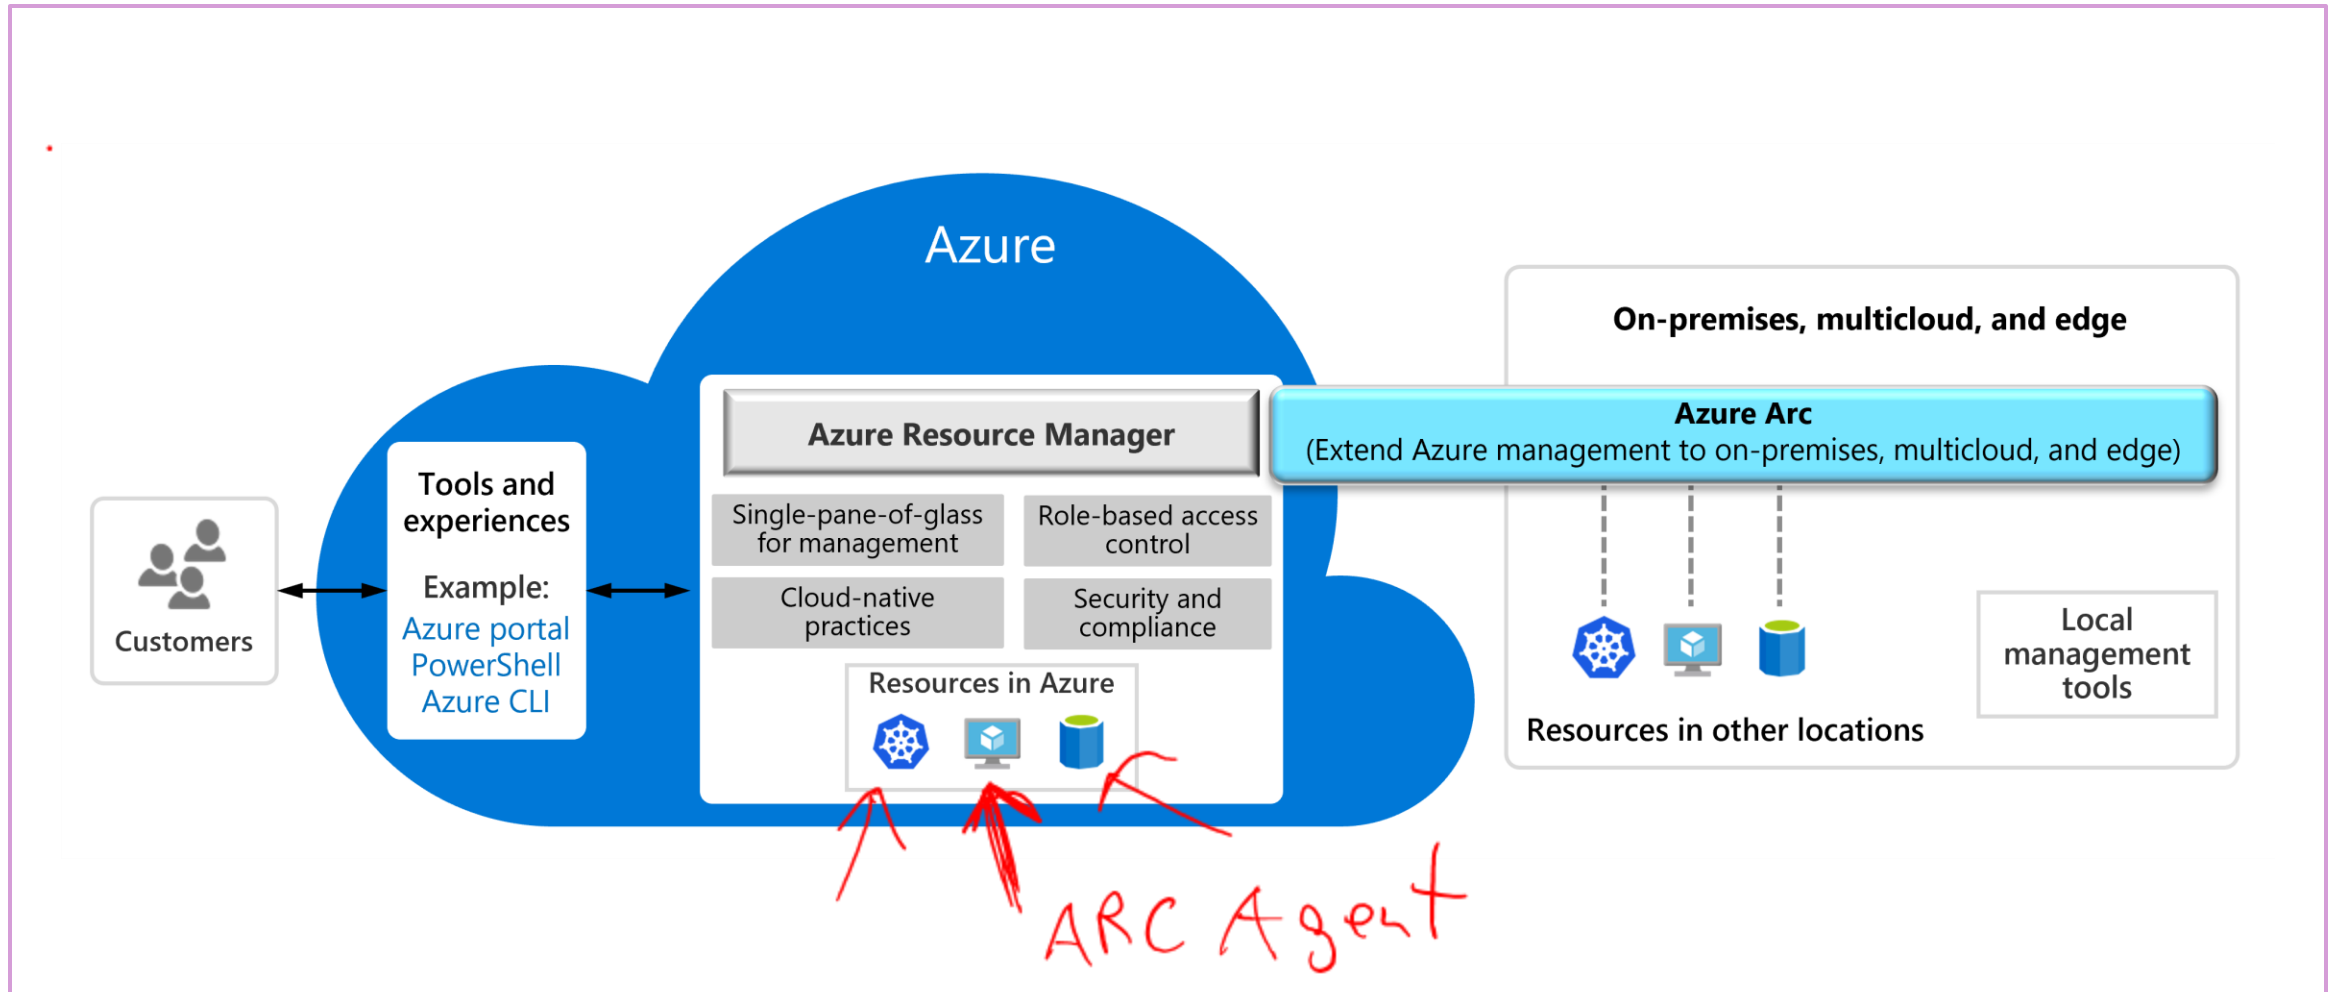 Azure
On-premises, multicloud, and edge
Azure Arc
(Extend Azure management to on-premises, multicloud, and edge)
Azure Resource Manager
Tools and
experiences
Example:
Azure portal
PowerShell
Azure CLI
Customers
Single-pane-of-glass
for management
Role-based access
control
Cloud-native
practices
Security and
compliance
Resources in Azure
Local
management
tools
Resources in other locations
ARC Agent